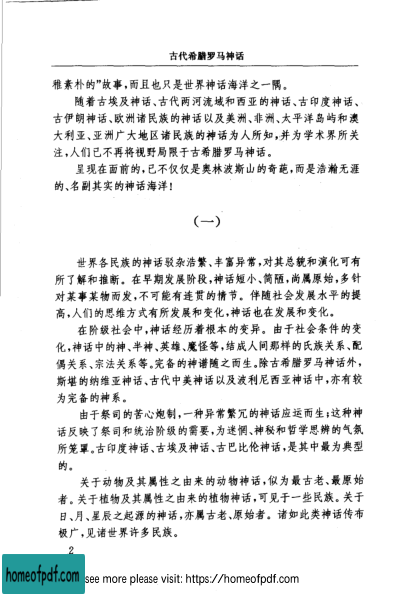 古代希腊罗马神话
雅素朴的”故事，而且也只是世界神话海洋之一隅。
随着古埃及神话、古代两河流域和西亚的神话、古印度神话、
古伊朗神话、欧洲诸民族的神话以及美洲、非洲、太平洋岛屿和澳
大利亚、亚洲广大地区诸民族的神话为人所知，并为学术界所关
注，人们已不再将视野局限于古希腊罗马神话。
呈现在面前的，已不仅仅是奥林波斯山的奇葩，而是浩瀚无涯
的、名副其实的神话海洋！
（一）
世界各民族的神话驳杂浩繁、丰富异常，对其总貌和演化可有
所了解和推断。在早期发展阶段，神话短小、简陋，尚属原始，多针
对某事某物而发，不可能有连贯的情节。伴随社会发展水平的提
高，人们的思维方式有所发展和变化，神话也在发展和变化。
在阶级社会中，神话经历着根本的变异。由于社会条件的变
化，神话中的神、半神、英雄、魔怪等，结成人间那样的氏族关系、配
偶关系、宗法关系等。完备的神谱随之而生。除古希腊罗马神话外，
斯堪的纳维亚神话、古代中美神话以及波利尼西亚神话中，亦有较
为完备的神系。
由于祭司的苦心炮制，一种异常繁冗的神话应运而生；这种神
话反映了祭司和统治阶级的需要，为迷惘、神秘和哲学思辨的气氛
所笼罩。古印度神话、古埃及神话、古巴比伦神话，是其中最为典型
的。
关于动物及其属性之由来的动物神话，似为最古老、最原始
者。关于植物及其属性之由来的植物神话，可见于一些民族。关于
日、月、星辰之起源的神话，亦属古老、原始者。诸如此类神话传布
极广，见诸世界许多民族。
2
homeofpdf.com
see more please visit: https://homeofpdf.com